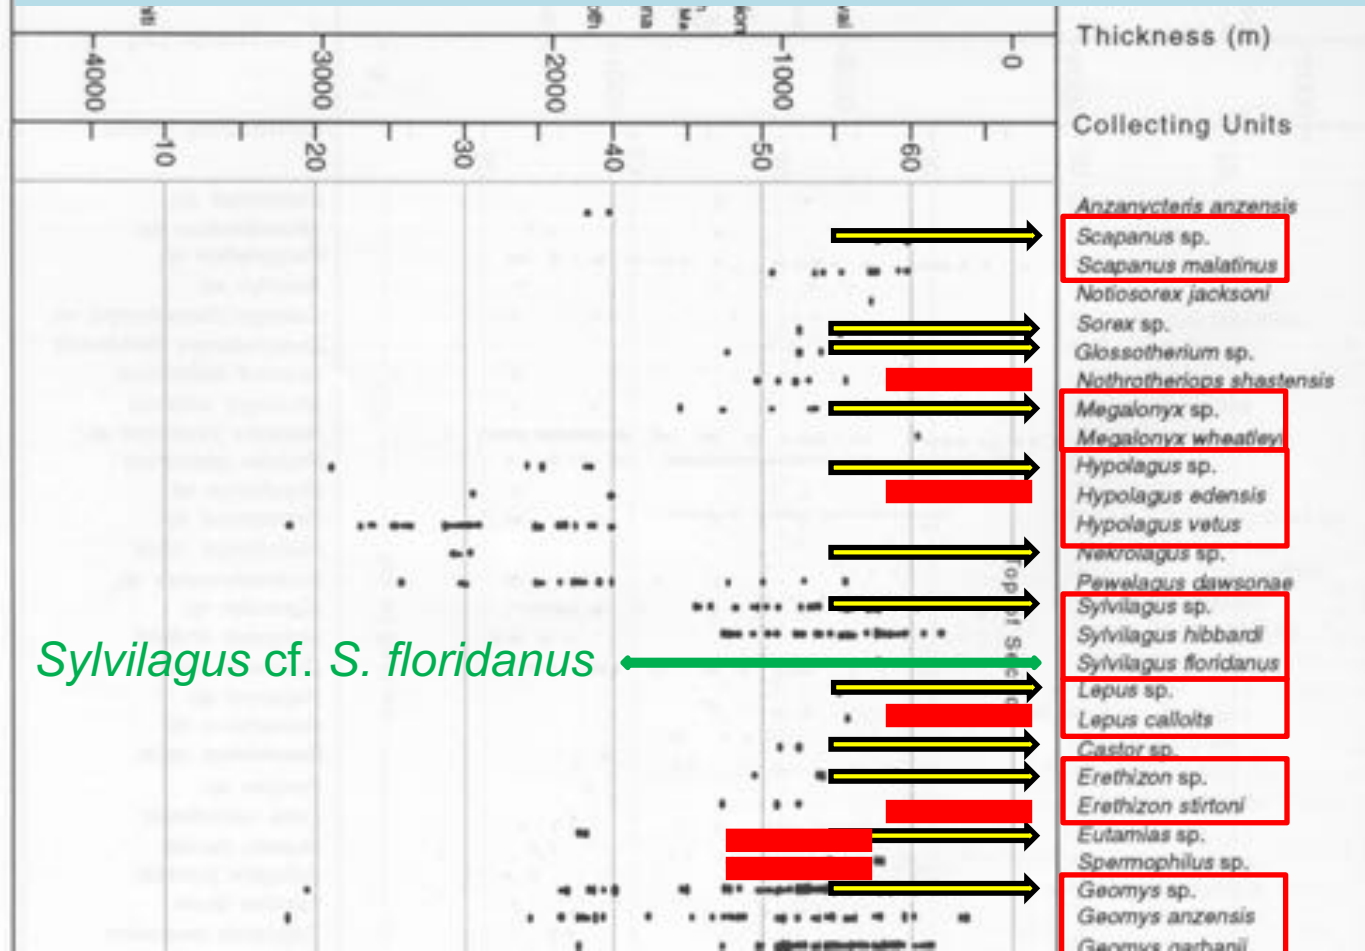 Thickness (m)
4000
3000
2000
1000
0
Collecting Units
10
20
30
40
50
60
Anzanycteris anzensis
Scapanus sp.
Scapanus malatinus
Notiosorex jacksoni
Sorex sp.
Glossotherium sp.
Nothrotheriops shastensis
Megalonyx sp.
Megalonyx wheatleyi
Hypolagus sp.
Hypolagus edensis
Hypolagus vetus
Nekrolagus sp.
Pewelagus dawsonae
Sylvilagus sp.
Sylvilagus hibbardi
Sylvilagus cf. S. floridanus
Sylvilagus floridanus
Lepus sp.
Lepus calloits
Castor sp.
Erethizon sp.
Erethizon stirtoni
Eutamias sp.
Spermophilus sp.
Geomys sp.
Geomys anzensis
Geomys garbanii